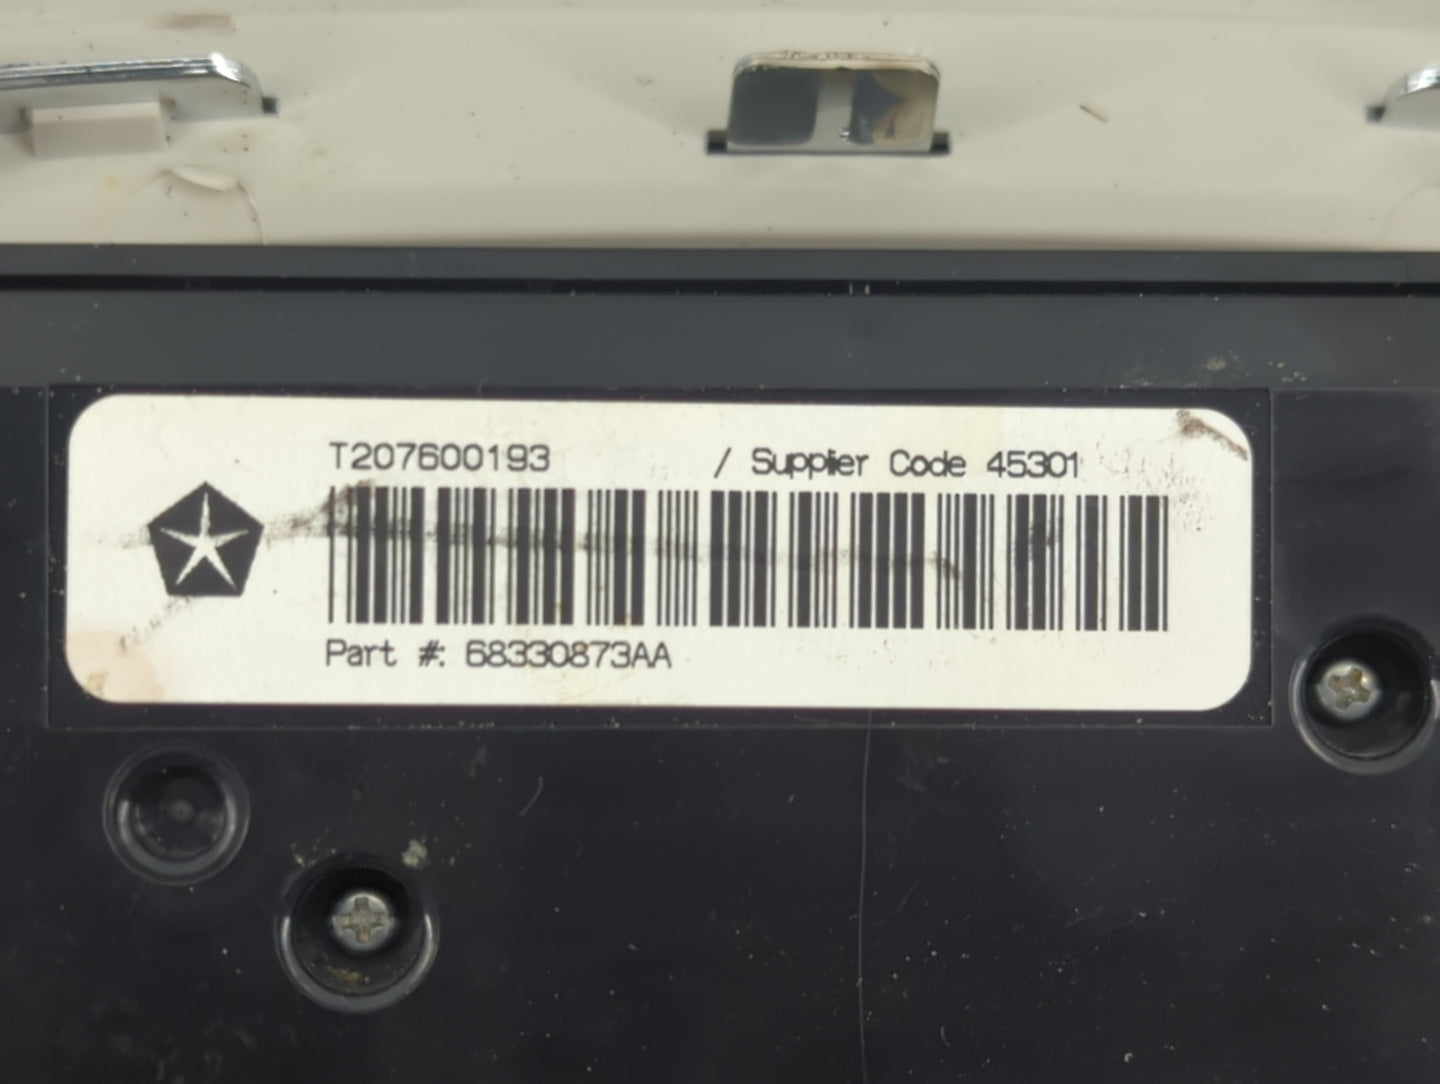 T207600193 / Supplier Code 45301
Part #: 68330873AA